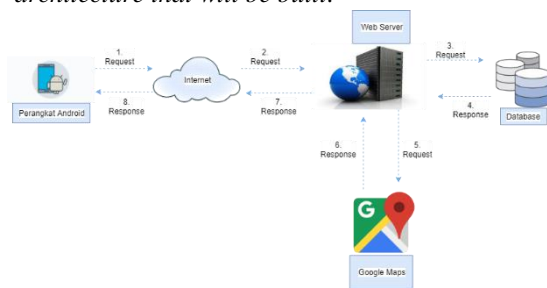 architecture that will be built.
Web Server
1.
Request
2.
Request
3.
Request
Internet
8.
Response
7.
Response
4.
Response
Perangkat Android
Database
6.
Response
5.
Request
Google Maps